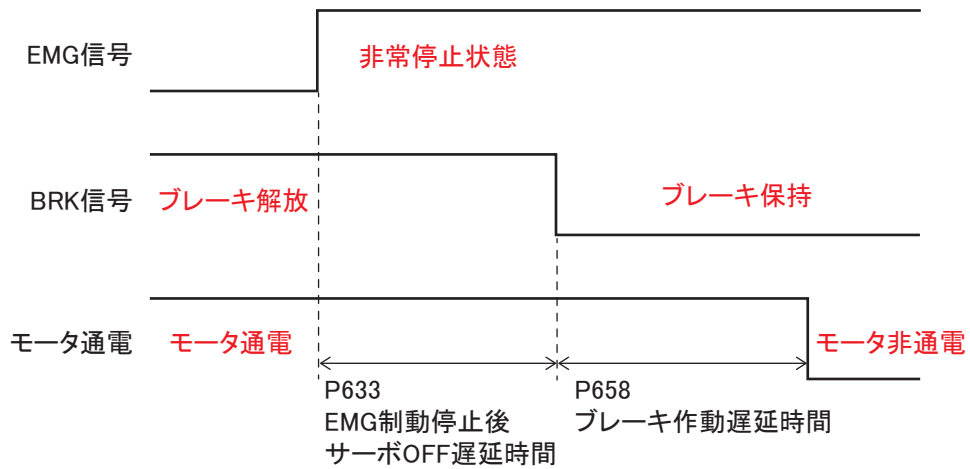 EMG信号
非常停止状態
BRK信号
ブレーキ解放
ブレーキ保持
モータ通電
モータ通電
モータ非通電
P633
EMG制動停止後
サーボOFF遅延時間
P658
ブレーキ作動遅延時間